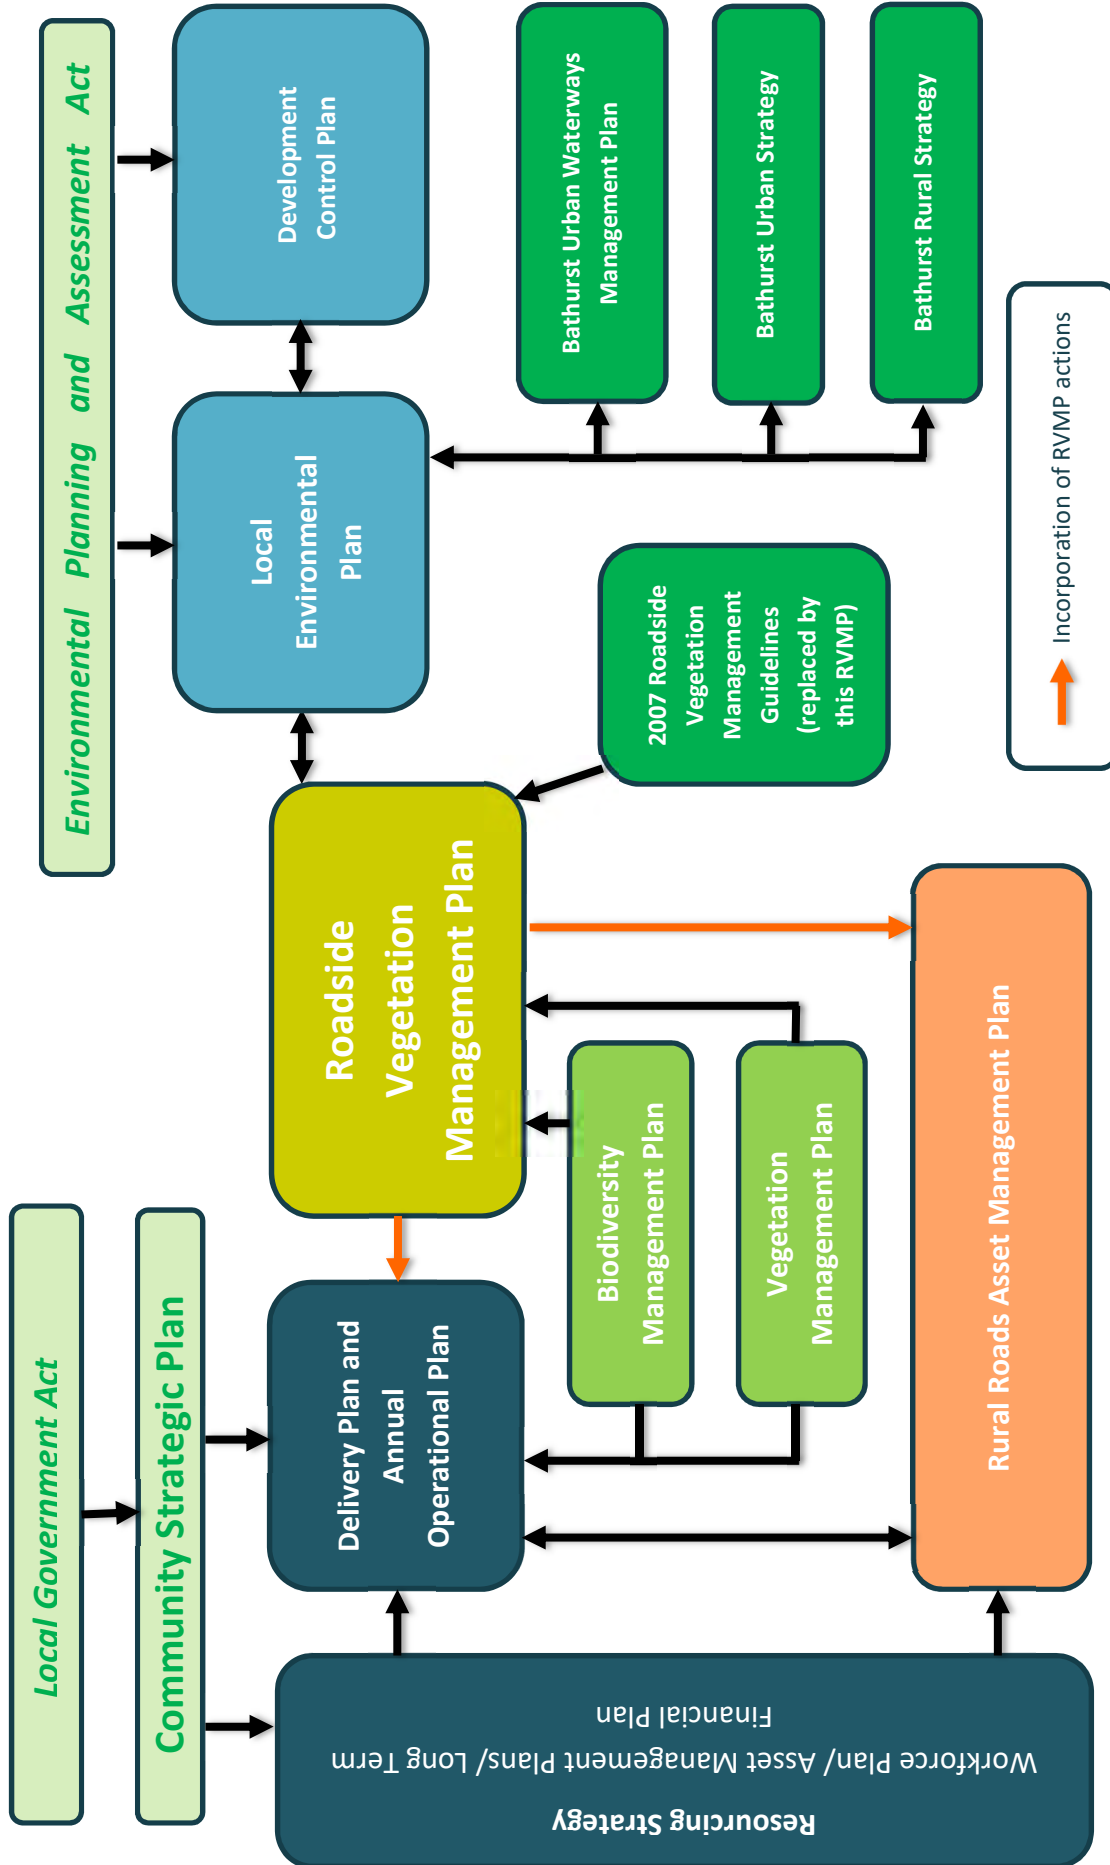 Local Government Act
Environmental Planning and Assessment Act
Community Strategic Plan
Resourcing Strategy
Workforce Plan/ Asset Management Plans/ Long Term
Financial Plan
Delivery Plan and
Annual
Operational Plan
Roadside
Vegetation
Management Plan
Local
Environmental
Plan
Development
Control Plan
Biodiversity
Management Plan
Vegetation
Management Plan
2007 Roadside
Vegetation
Management
Guidelines
(replaced by
this RVMP)
Bathurst Urban Waterways
Management Plan
Bathurst Urban Strategy
Bathurst Rural Strategy
Rural Roads Asset Management Plan
Incorporation of RVMP actions